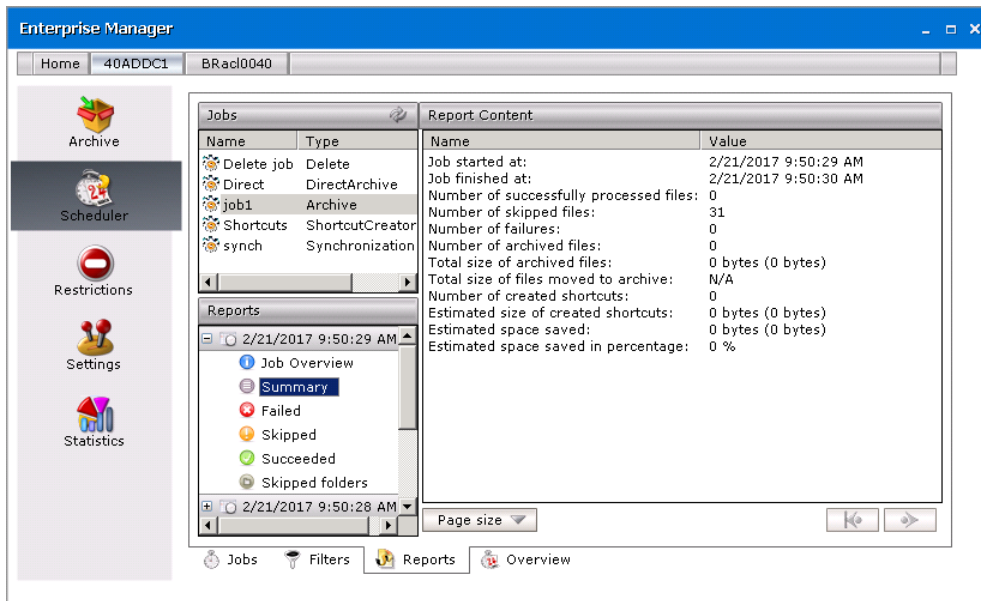 Enterprise Manager
Home 40ADDC1 BRacl0040
Archive
Scheduler
Restrictions
Settings
Statistics
Jobs
Name Type
Delete job Delete
Direct DirectArchive
job1 Archive
Shortcuts ShortcutCreator
synch Synchronization
Reports
2/21/2017 9:50:29 AM
Job Overview
Summary
Failed
Skipped
Succeeded
Skipped folders
2/21/2017 9:50:28 AM
Report Content
Name Value
Job started at: 2/21/2017 9:50:29 AM
Job finished at: 2/21/2017 9:50:30 AM
Number of successfully processed files: 0
Number of skipped files: 31
Number of failures: 0
Number of archived files: 0
Total size of archived files: 0 bytes (0 bytes)
Total size of files moved to archive: N/A
Number of created shortcuts: 0
Estimated size of created shortcuts: 0 bytes (0 bytes)
Estimated space saved: 0 bytes (0 bytes)
Estimated space saved in percentage: 0 %
Page size
Jobs Filters Reports Overview